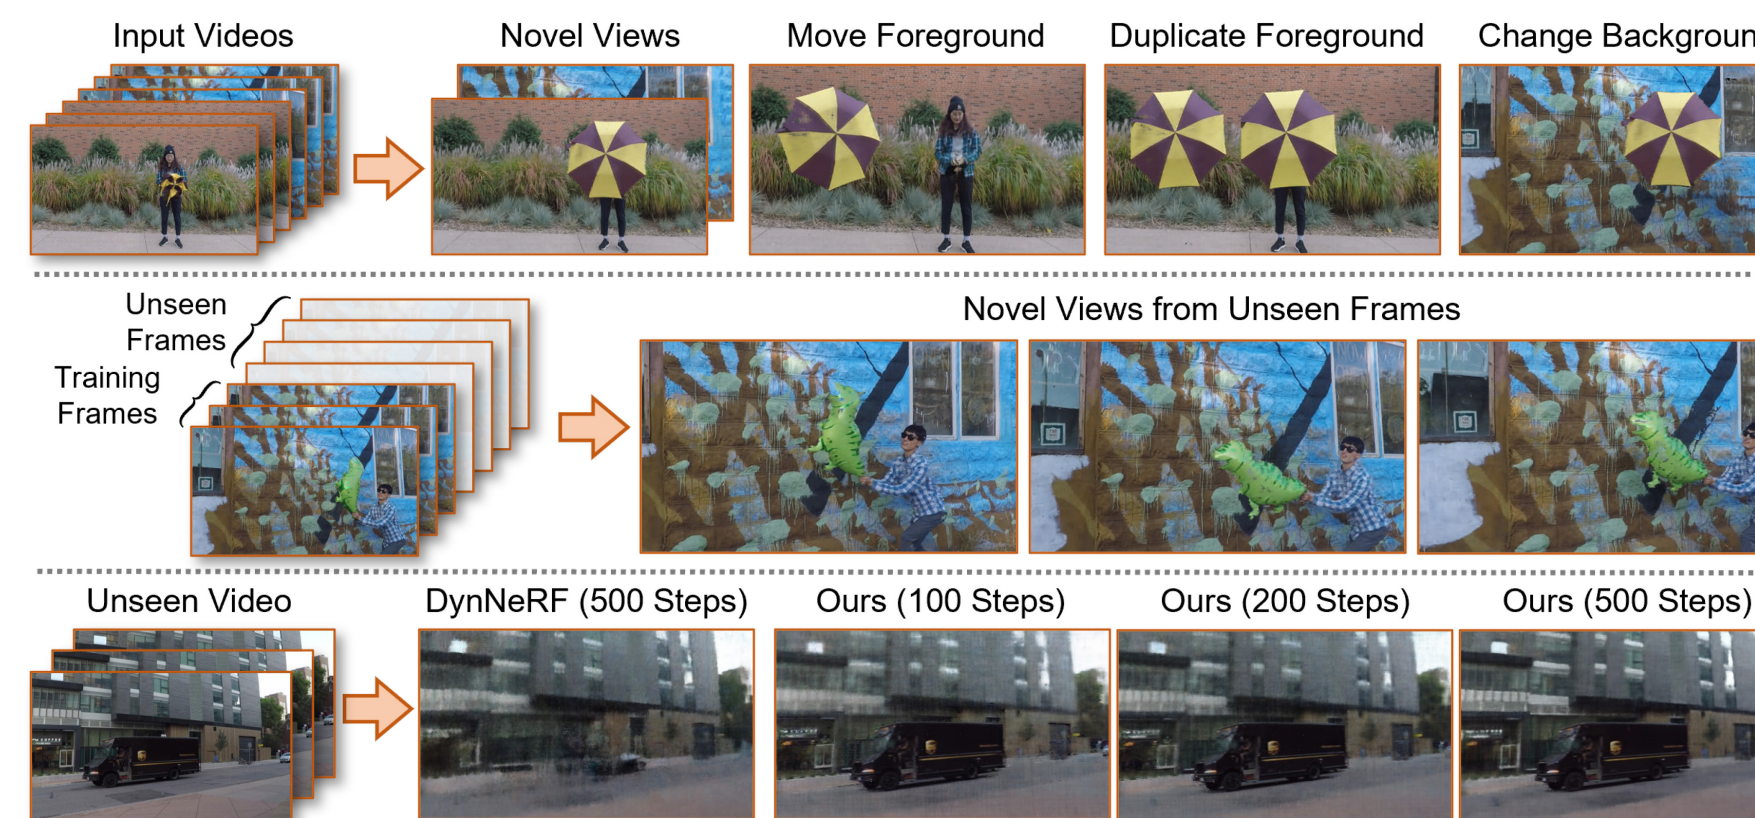 Input Videos
Novel Views
Move Foreground
Duplicate Foreground
Change Backgroun
Unseen
Frames
Training
Frames
Novel Views from Unseen Frames
Unseen Video
DynNeRF (500 Steps)
Ours (100 Steps)
Ours (200 Steps)
Ours (500 Steps)